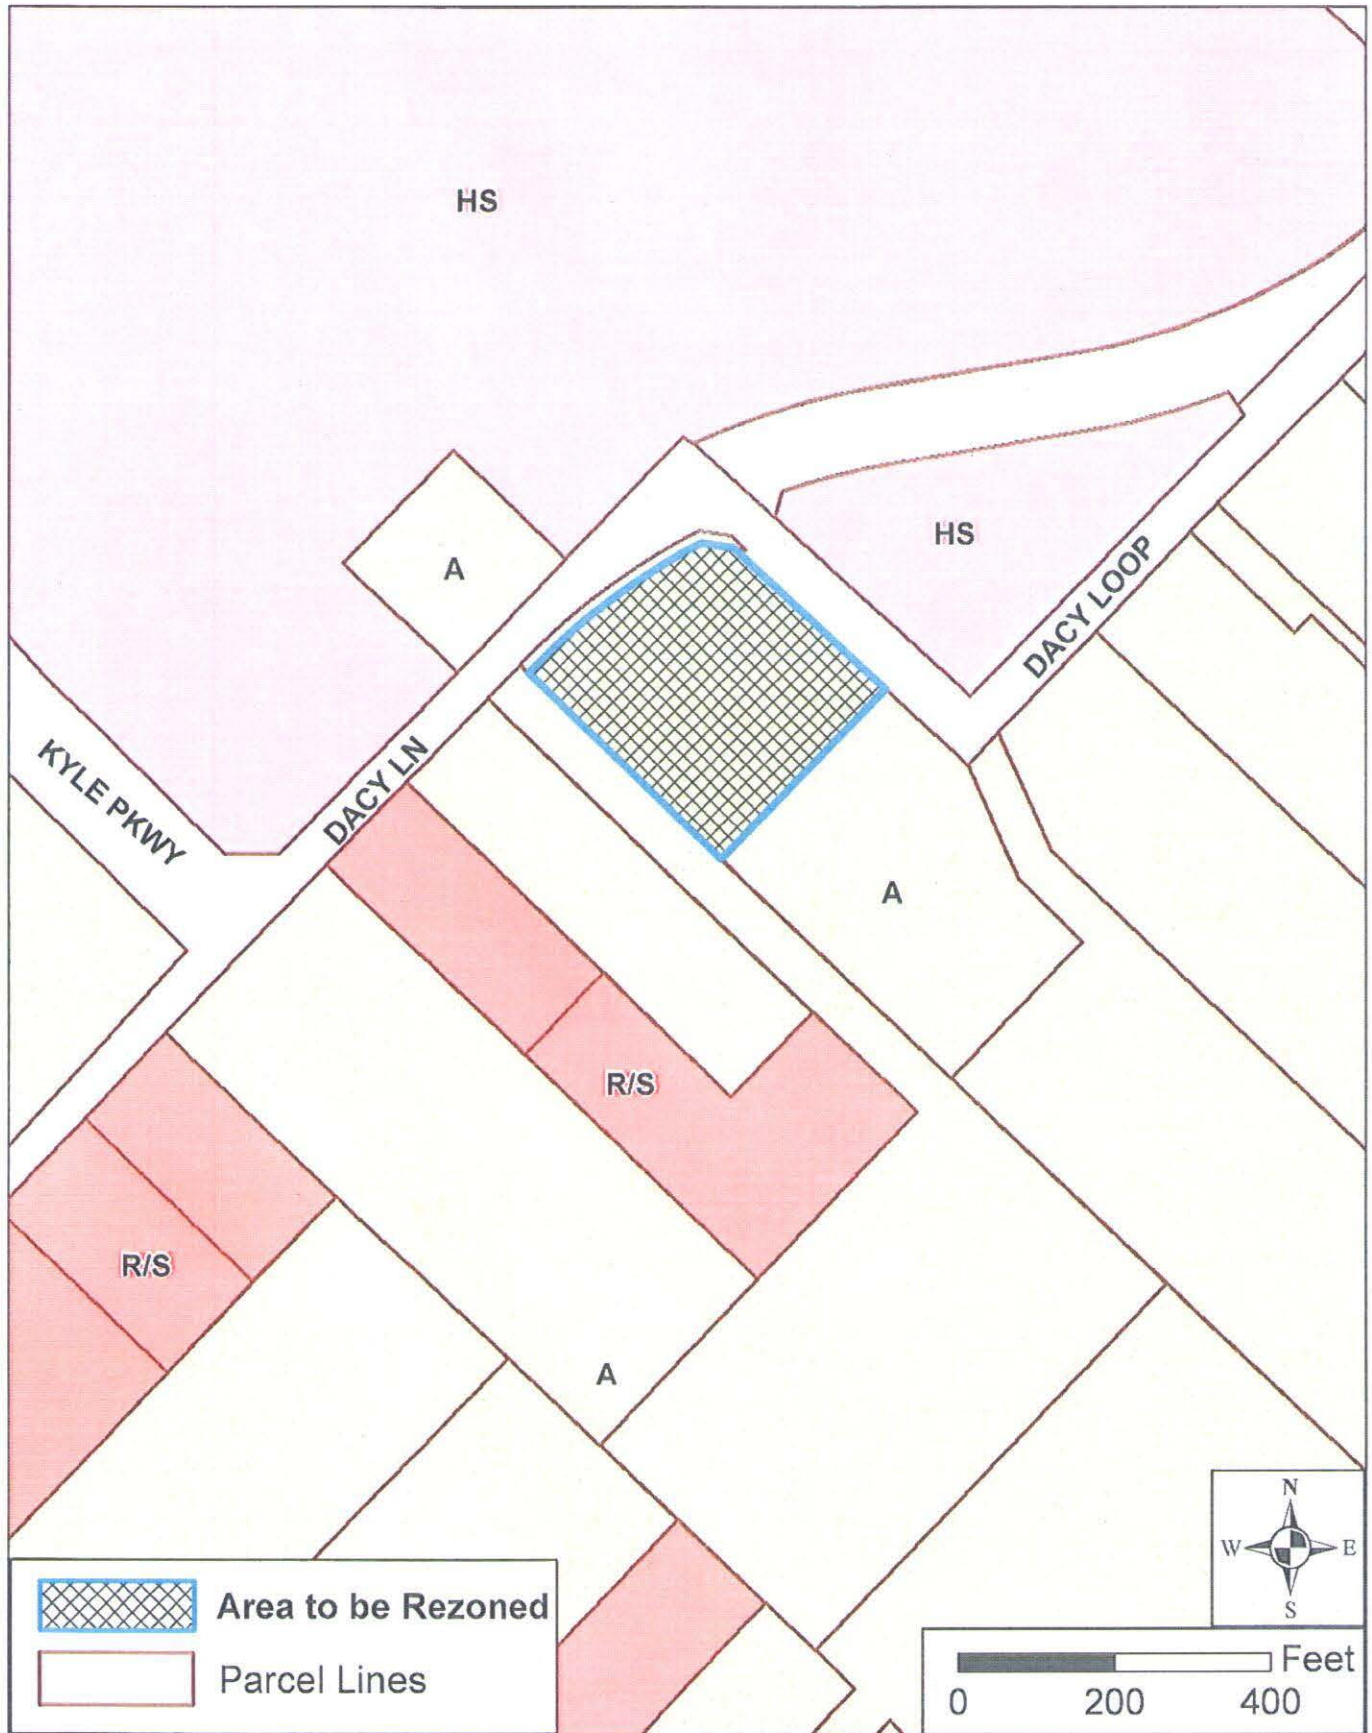 HS
HS
A
DACY LOOP
KYLE PKWY
DACY LN
A
R/S
R/S
A
N
W E
S
Area to be Rezoned
Parcel Lines
Feet
0 200 400